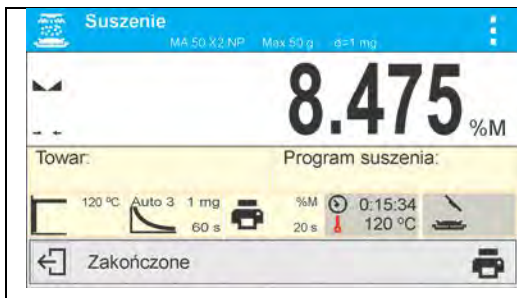 Suszenie
MA 50.X2.NP Max 50 g d=1 mg
8.475 %M
Towar: Program suszenia:
120 °C Auto 3 1 mg %M 0:15:34
60 s 20 s 120 °C
Zakończone